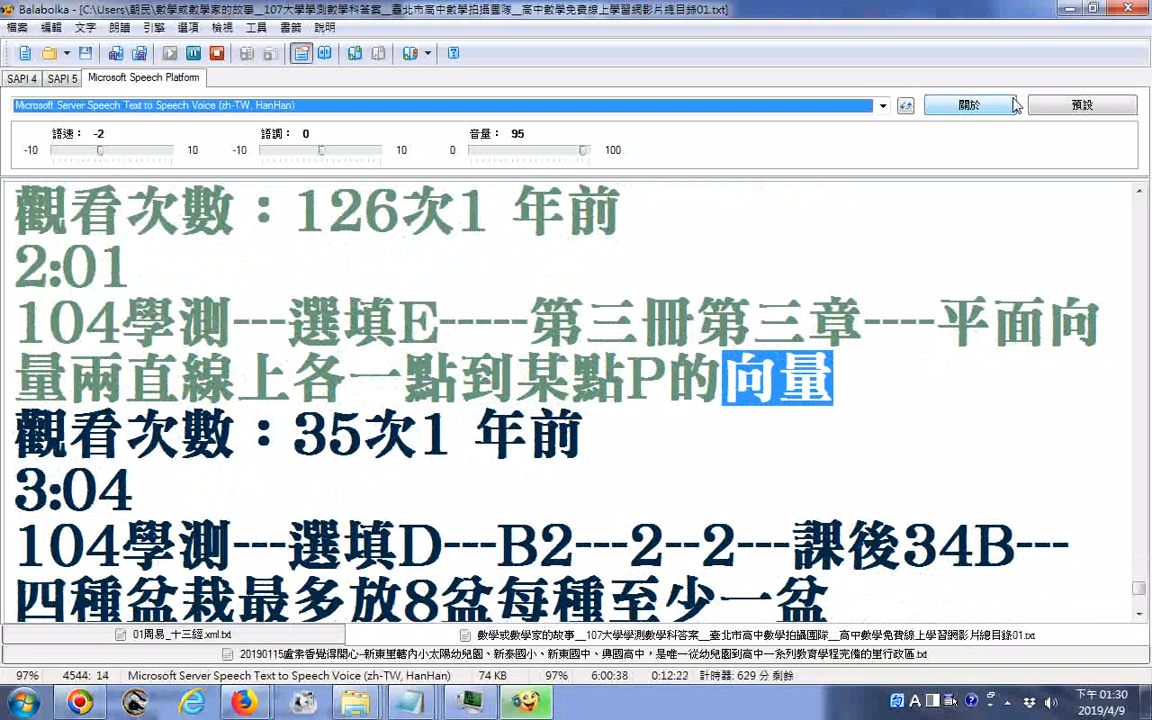 Balabolka - [C:\Users\朝民\數學或數學家的故事__107大學學測數學科答案__臺北市高中數學拍攝團隊__高中數學免費線上學習網影片總目錄01.txt]
檔案 編輯 文字 朗讀 引擎 選項 檢視 工具 書籤 說明
SAPI 4 SAPI 5 Microsoft Speech Platform
Microsoft Server Speech Text to Speech Voice (zh-TW, HanHan) 關於 預設
語速： -2 語調： 0 音量： 95
-10 10 -10 10 0 100
觀看次數：126次1 年前
2:01
104學測---選填E-----第三冊第三章----平面向
量兩直線上各一點到某點P的向量
觀看次數：35次1 年前
3:04
104學測---選填D---B2---2--2---課後34B---
四種盆栽最多放8盆每種至少一盆
01周易_十三經.xml.txt 數學或數學家的故事__107大學學測數學科答案__臺北市高中數學拍攝團隊__高中數學免費線上學習網影片總目錄01.txt
20190115盧素香覺得開心-新東里轄內小太陽幼兒園、新泰國小、新東國中、興國高中，是唯一從幼兒園到高中一系列教育學程完備的里行政區.txt
97% 4544: 14 Microsoft Server Speech Text to Speech Voice (zh-TW, HanHan) 74 KB 97% 6:00:38 0:12:22 計時器: 629 分 剩餘
下午 01:30
2019/4/9